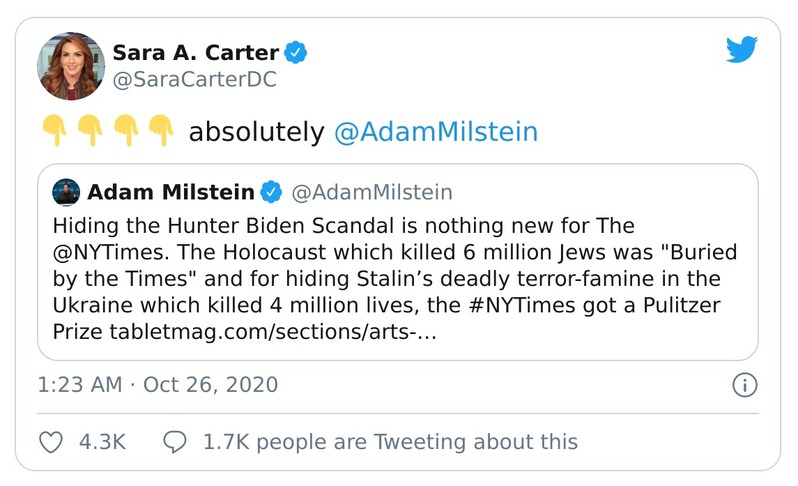 Sara A. Carter
@SaraCarterDC
👇👇👇👇 absolutely @AdamMilstein
Adam Milstein @AdamMilstein
Hiding the Hunter Biden Scandal is nothing new for The
@NYTimes. The Holocaust which killed 6 million Jews was "Buried
by the Times" and for hiding Stalin’s deadly terror-famine in the
Ukraine which killed 4 million lives, the #NYTimes got a Pulitzer
Prize tabletmag.com/sections/arts-…
1:23 AM · Oct 26, 2020
4.3K 1.7K people are Tweeting about this